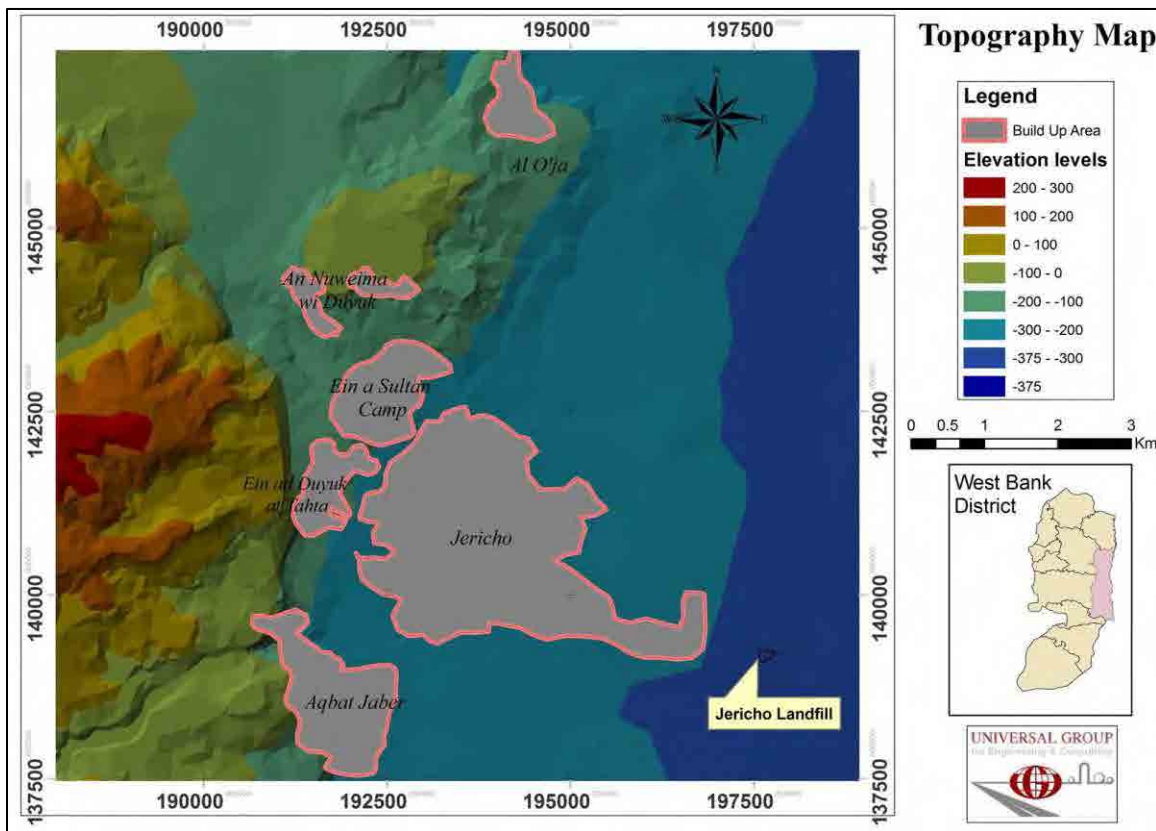 Topography Map
190000
192500
195000
197500
145000
142500
140000
137500
Al O'ja
An Nuweima
wi Duyuk
Ein a Sultan
Camp
Ein ad Duyuk
at Tahta
Jericho
Aqbat Jaber
Jericho Landfill
145000
142500
140000
137500
190000
192500
195000
197500
N
W
E
S
Legend
Build Up Area
Elevation levels
200 - 300
100 - 200
0 - 100
-100 - 0
-200 - -100
-300 - -200
-375 - -300
-375
0 0.5 1 2 3
Km
West Bank
District
UNIVERSAL GROUP
for Engineering & Consulting